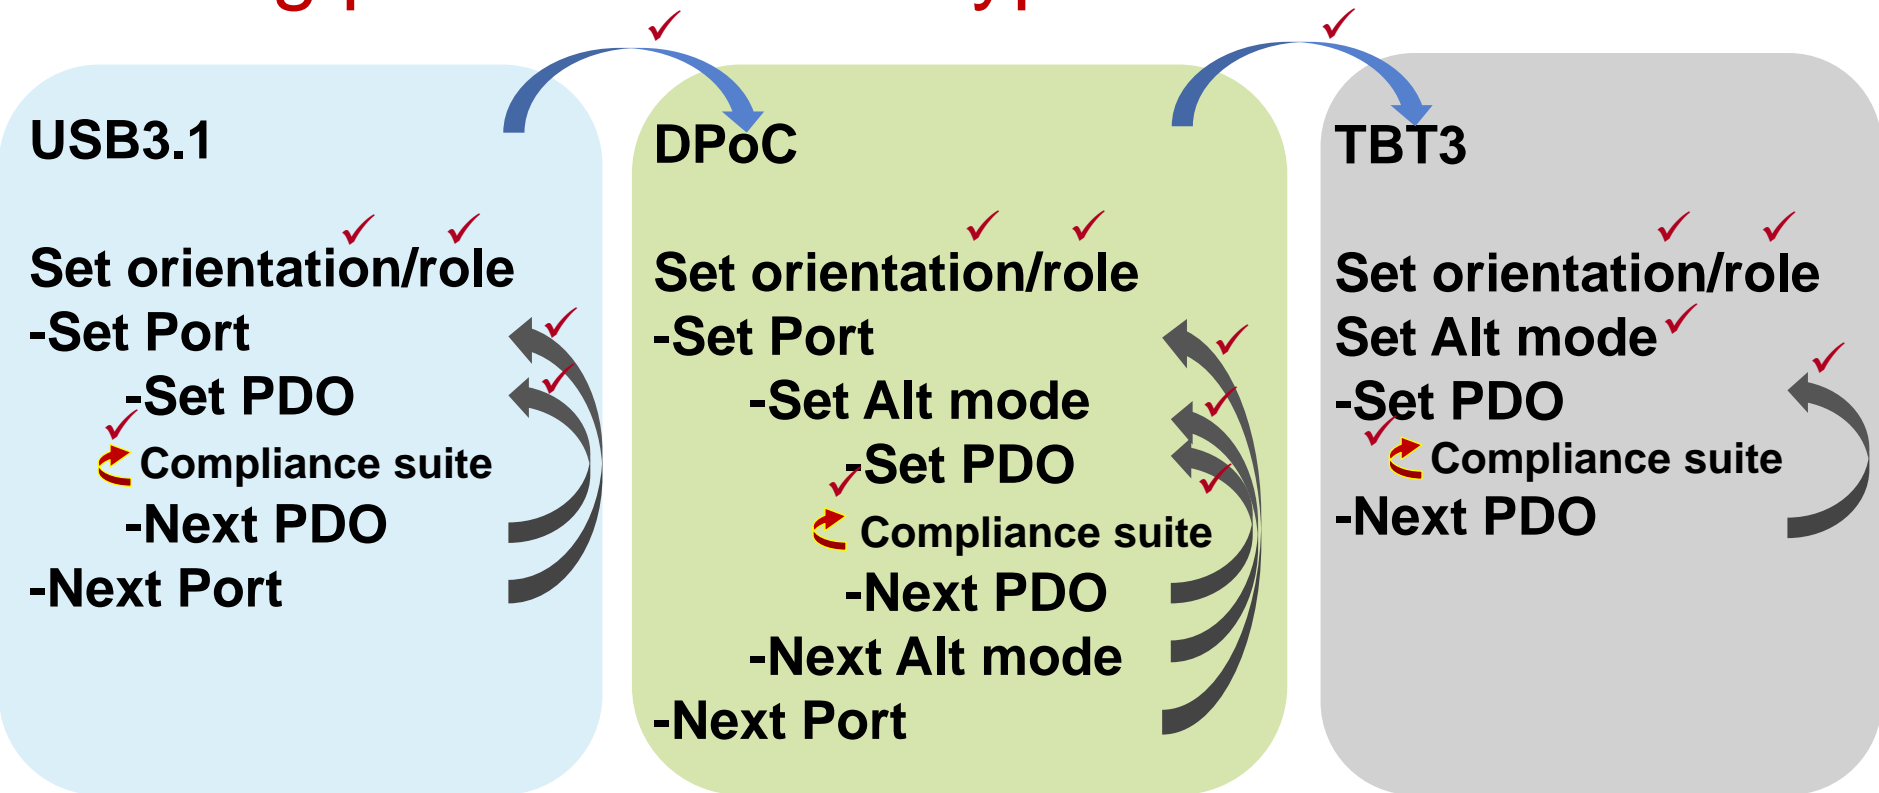 USB3.1
Set orientation/role
-Set Port
-Set PDO
Compliance suite
-Next PDO
-Next Port
DPoC
Set orientation/role
-Set Port
-Set Alt mode
-Set PDO
Compliance suite
-Next PDO
-Next Alt mode
-Next Port
TBT3
Set orientation/role
Set Alt mode
-Set PDO
Compliance suite
-Next PDO